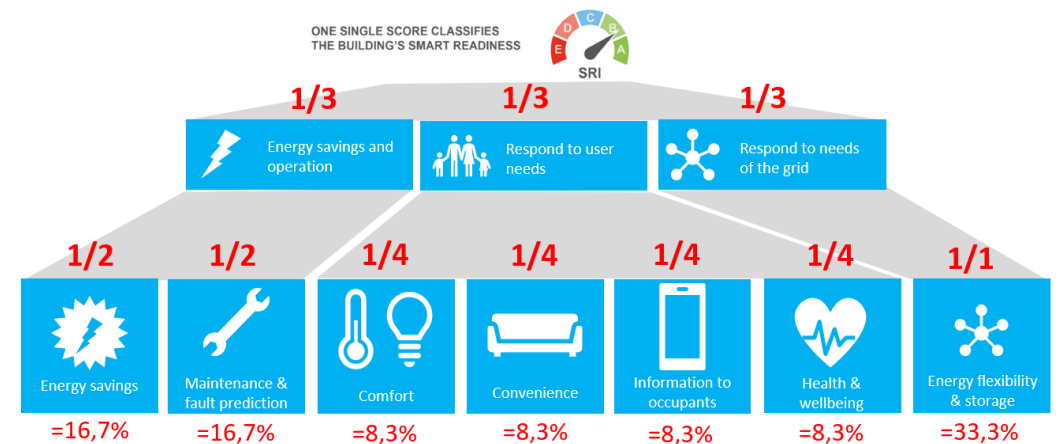 ONE SINGLE SCORE CLASSIFIES
THE BUILDING'S SMART READINESS
E D C B A
SRI
1/3 1/3 1/3
Energy savings and
operation
Respond to user
needs
Respond to needs
of the grid
1/2 1/2 1/4 1/4 1/4 1/4 1/1
Energy savings
Maintenance &
fault prediction
Comfort
Convenience
Information to
occupants
Health &
wellbeing
Energy flexibility
& storage
=16,7% =16,7% =8,3% =8,3% =8,3% =8,3% =33,3%